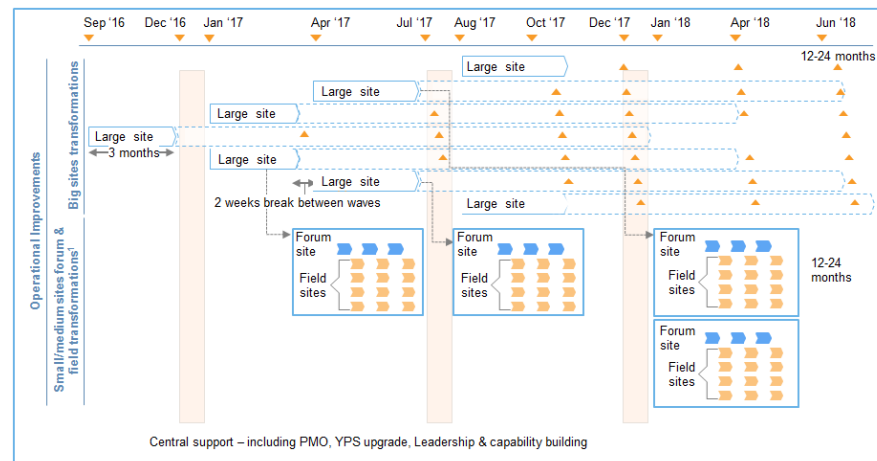 Sep ‘16 Dec ‘16 Jan ‘17 Apr ‘17 Jul ‘17 Aug ‘17 Oct ‘17 Dec ‘17 Jan ‘18 Apr ‘18 Jun ‘18
12-24 months
Large site
Large site
Large site
Large site
3 months
Large site
Large site
2 weeks break between waves
Large site
Operational Improvements
Big sites transformations
Small/medium sites forum &
field transformations¹
Forum
site
Field
sites
Forum
site
Field
sites
Forum
site
Field
sites
12-24
months
Forum
site
Field
sites
Central support – including PMO, YPS upgrade, Leadership & capability building